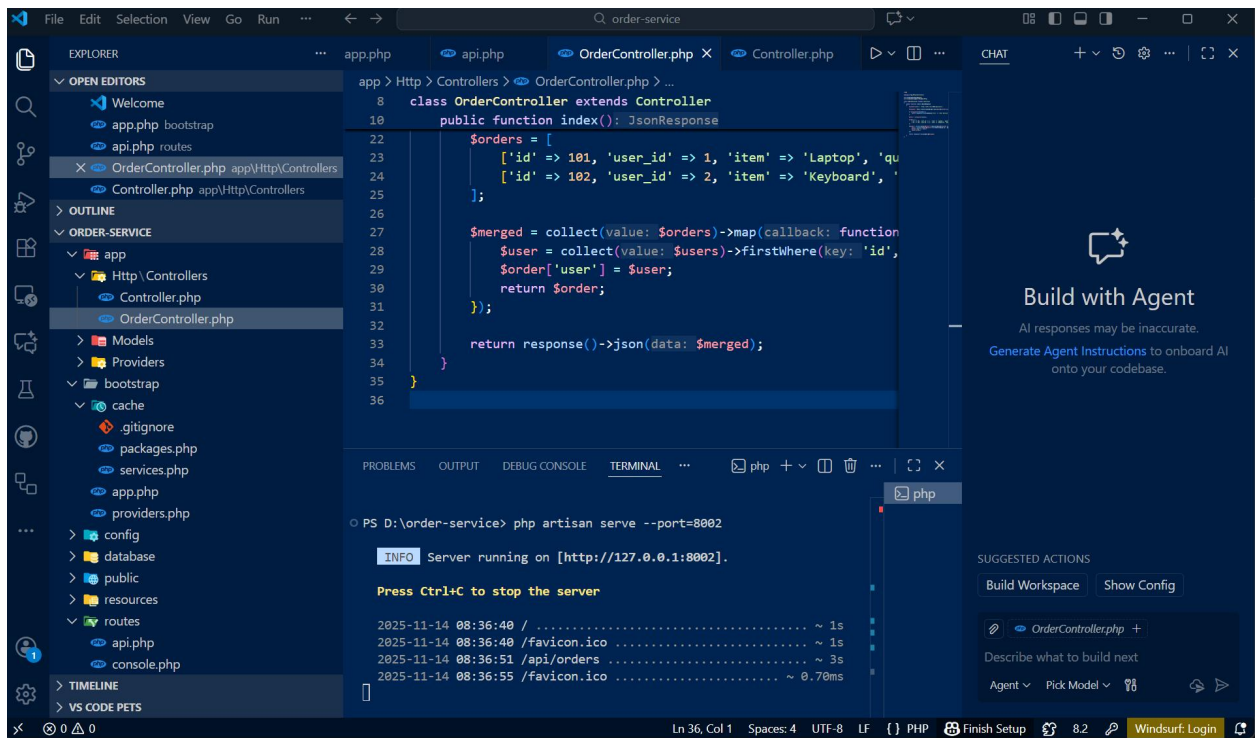 File Edit Selection View Go Run ··· order-service
EXPLORER ···
OPEN EDITORS
Welcome
app.php bootstrap
api.php routes
OrderController.php app\Http\Controllers
Controller.php app\Http\Controllers
OUTLINE
ORDER-SERVICE
app
Http \ Controllers
Controller.php
OrderController.php
Models
Providers
bootstrap
cache
.gitignore
packages.php
services.php
app.php
providers.php
config
database
public
resources
routes
api.php
console.php
TIMELINE
VS CODE PETS
app.php api.php OrderController.php Controller.php ···
app > Http > Controllers > OrderController.php > ...
8 class OrderController extends Controller
10 public function index(): JsonResponse
22 $orders = [
23 ['id' => 101, 'user_id' => 1, 'item' => 'Laptop', 'qu
24 ['id' => 102, 'user_id' => 2, 'item' => 'Keyboard', '
25 ];
26
27 $merged = collect(value: $orders)->map(callback: function
28 $user = collect(value: $users)->firstWhere(key: 'id',
29 $order['user'] = $user;
30 return $order;
31 });
32
33 return response()->json(data: $merged);
34 }
35 }
36
PROBLEMS OUTPUT DEBUG CONSOLE TERMINAL ··· php ···
php
PS D:\order-service> php artisan serve --port=8002
INFO Server running on [http://127.0.0.1:8002].
Press Ctrl+C to stop the server
2025-11-14 08:36:40 / .................................... ~ 1s
2025-11-14 08:36:40 /favicon.ico .......................... ~ 1s
2025-11-14 08:36:51 /api/orders ........................... ~ 3s
2025-11-14 08:36:55 /favicon.ico ...................... ~ 0.70ms
CHAT ···
Build with Agent
AI responses may be inaccurate.
Generate Agent Instructions to onboard AI
onto your codebase.
SUGGESTED ACTIONS
Build Workspace Show Config
OrderController.php
Describe what to build next
Agent Pick Model
1
0 0 Ln 36, Col 1 Spaces: 4 UTF-8 LF {} PHP Finish Setup 8.2 Windsurf: Login